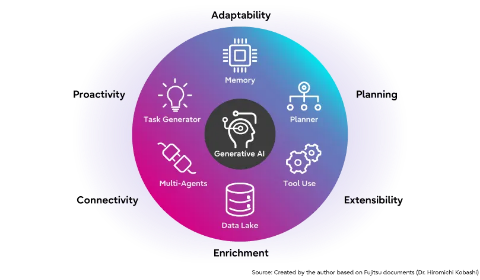 Adaptability
Memory
Proactivity
Planning
Task Generator
Planner
Generative AI
Multi-Agents
Tool Use
Connectivity
Extensibility
Data Lake
Enrichment
Source: Created by the author based on Fujitsu documents (Dr. Hiromichi Kobashi)